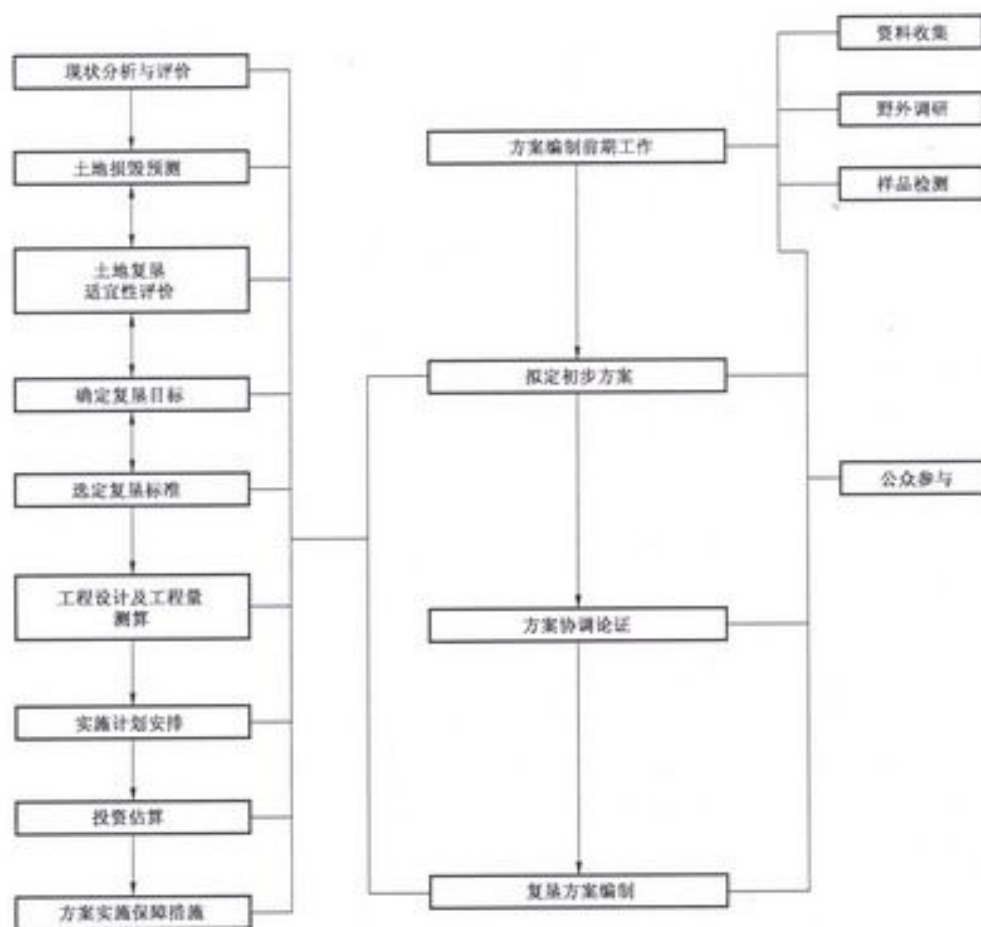 现状分析与评价
土地损毁预测
土地复垦
适宜性评价
确定复垦目标
选定复垦标准
工程设计及工程量
测算
实施计划安排
投资估算
方案实施保障措施
方案编制前期工作
拟定初步方案
方案协调论证
复垦方案编制
资料收集
野外调研
样品检测
公众参与